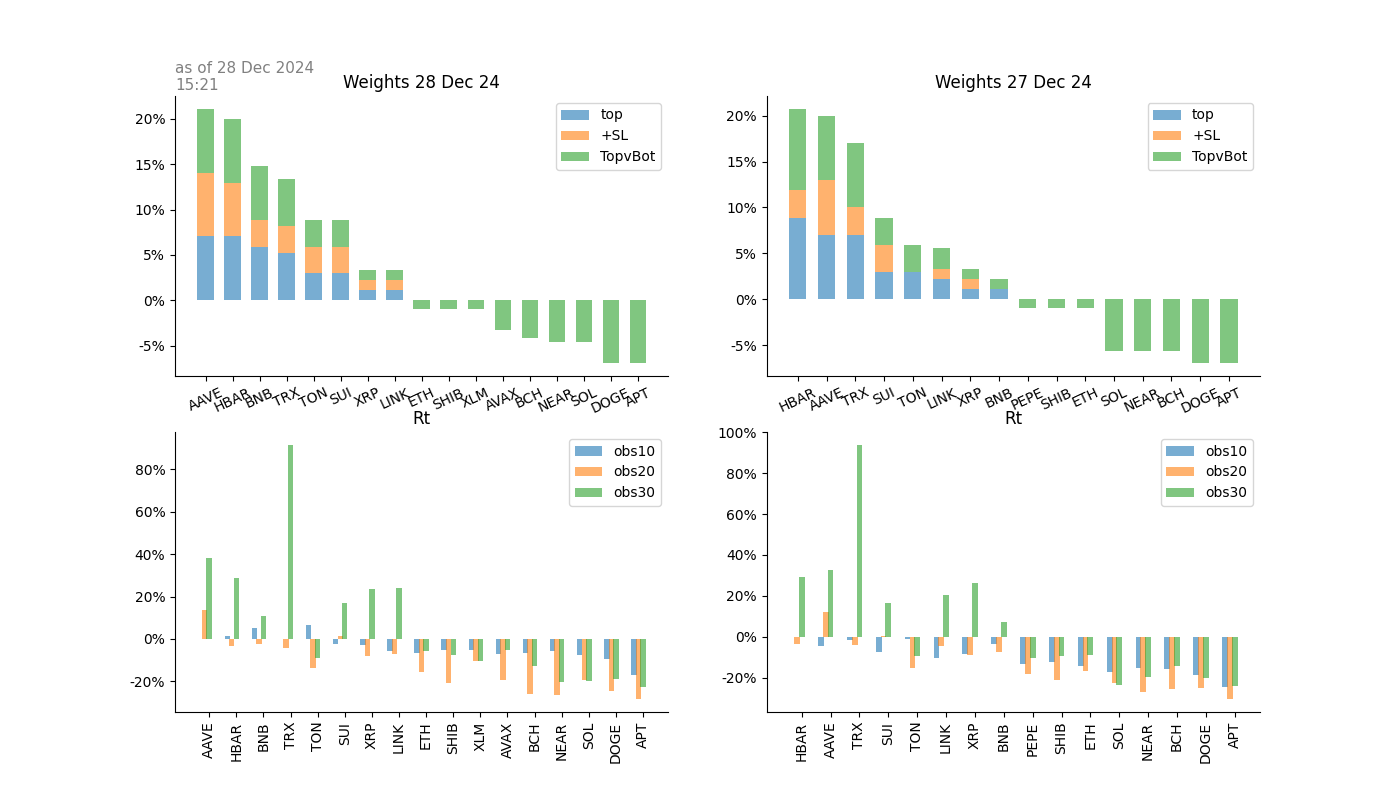 as of 28 Dec 2024
15:21
Weights 28 Dec 24
20%
15%
10%
5%
0%
-5%
top
+SL
TopvBot
AAVE HBAR BNB TRX TON SUI XRP LINK ETH SHIB XLM AVAX BCH NEAR SOL DOGE APT
Weights 27 Dec 24
20%
15%
10%
5%
0%
-5%
top
+SL
TopvBot
HBAR AAVE TRX SUI TON LINK XRP BNB PEPE SHIB ETH SOL NEAR BCH DOGE APT
Rt
80%
60%
40%
20%
0%
-20%
obs10
obs20
obs30
AAVE HBAR BNB TRX TON SUI XRP LINK ETH SHIB XLM AVAX BCH NEAR SOL DOGE APT
Rt
100%
80%
60%
40%
20%
0%
-20%
obs10
obs20
obs30
HBAR AAVE TRX SUI TON LINK XRP BNB PEPE SHIB ETH SOL NEAR BCH DOGE APT